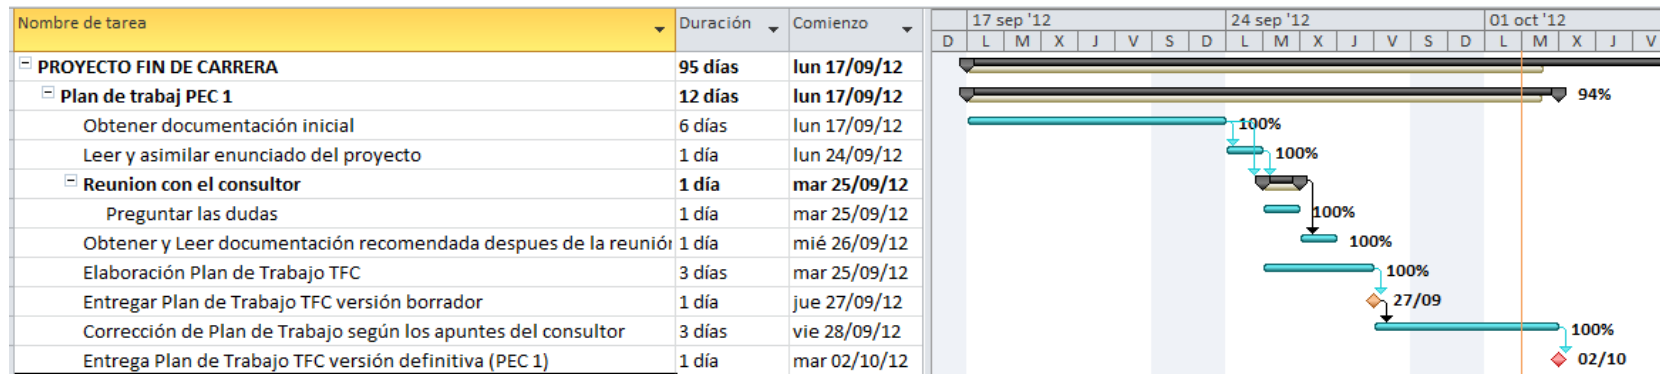 Nombre de tarea Duración Comienzo 17 sep '12 24 sep '12 01 oct '12
D L M X J V S D L M X J V S D L M X J V
PROYECTO FIN DE CARRERA 95 días lun 17/09/12
Plan de trabaj PEC 1 12 días lun 17/09/12 94%
Obtener documentación inicial 6 días lun 17/09/12 100%
Leer y asimilar enunciado del proyecto 1 día lun 24/09/12 100%
Reunion con el consultor 1 día mar 25/09/12
Preguntar las dudas 1 día mar 25/09/12 100%
Obtener y Leer documentación recomendada despues de la reunión 1 día mié 26/09/12 100%
Elaboración Plan de Trabajo TFC 3 días mar 25/09/12 100%
Entregar Plan de Trabajo TFC versión borrador 1 día jue 27/09/12 27/09
Corrección de Plan de Trabajo según los apuntes del consultor 3 días vie 28/09/12 100%
Entrega Plan de Trabajo TFC versión definitiva (PEC 1) 1 día mar 02/10/12 02/10